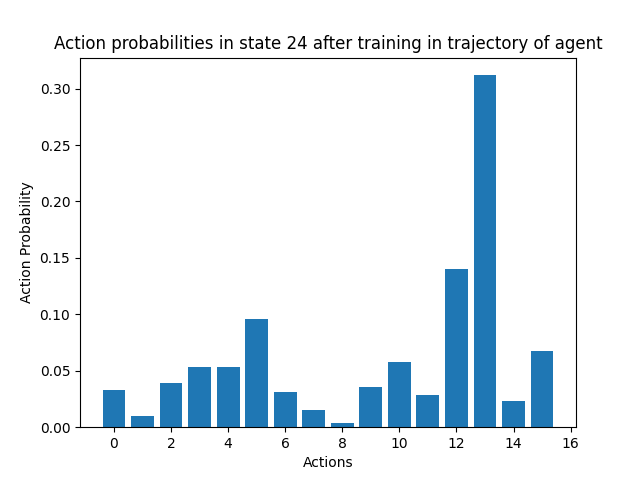 Action probabilities in state 24 after training in trajectory of agent
0.30
0.25
0.20
0.15
0.10
0.05
0.00
Action Probability
0 2 4 6 8 10 12 14 16
Actions